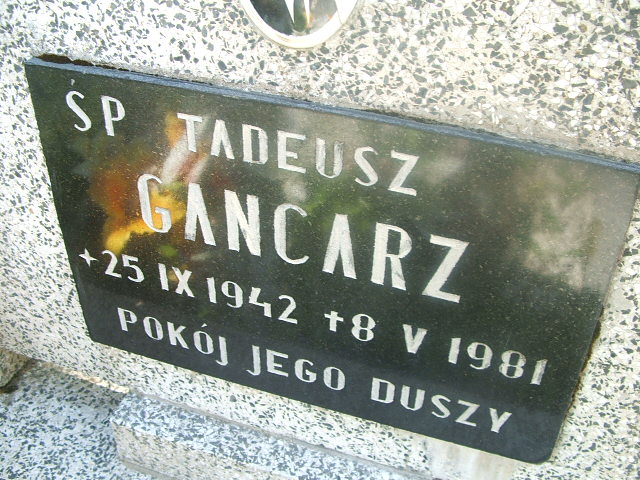 ŚP TADEUSZ
GANCARZ
+25 IX 1942 +8 V 1981
POKÓJ JEGO DUSZY